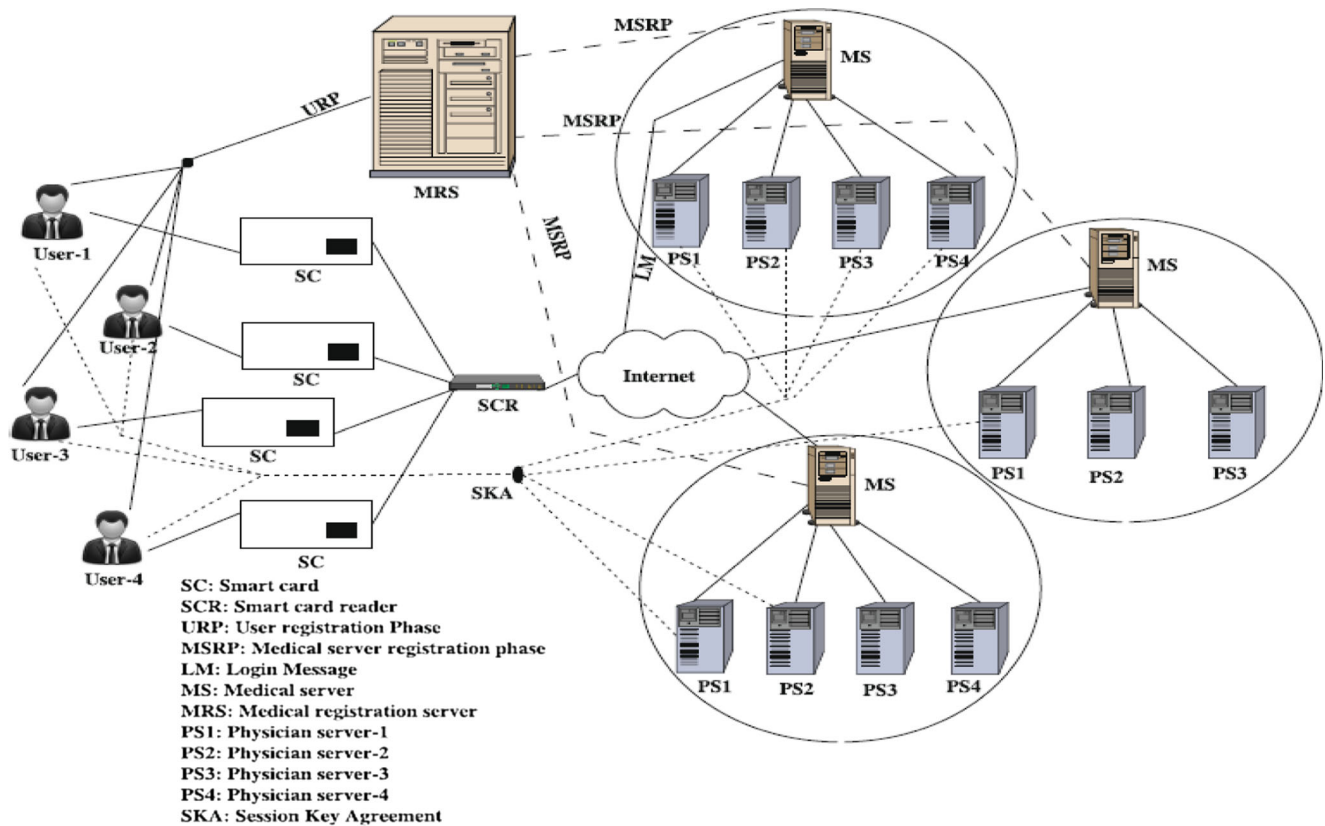 MSRP
MS
URP
MSRP
MRS
MSRP
User-1
SC
PS1
PS2
PS3
PS4
LM
MS
User-2
SC
Internet
SCR
User-3
SC
PS1
PS2
PS3
SKA
MS
User-4
SC
PS1
PS2
PS3
PS4
SC: Smart card
SCR: Smart card reader
URP: User registration Phase
MSRP: Medical server registration phase
LM: Login Message
MS: Medical server
MRS: Medical registration server
PS1: Physician server-1
PS2: Physician server-2
PS3: Physician server-3
PS4: Physician server-4
SKA: Session Key Agreement